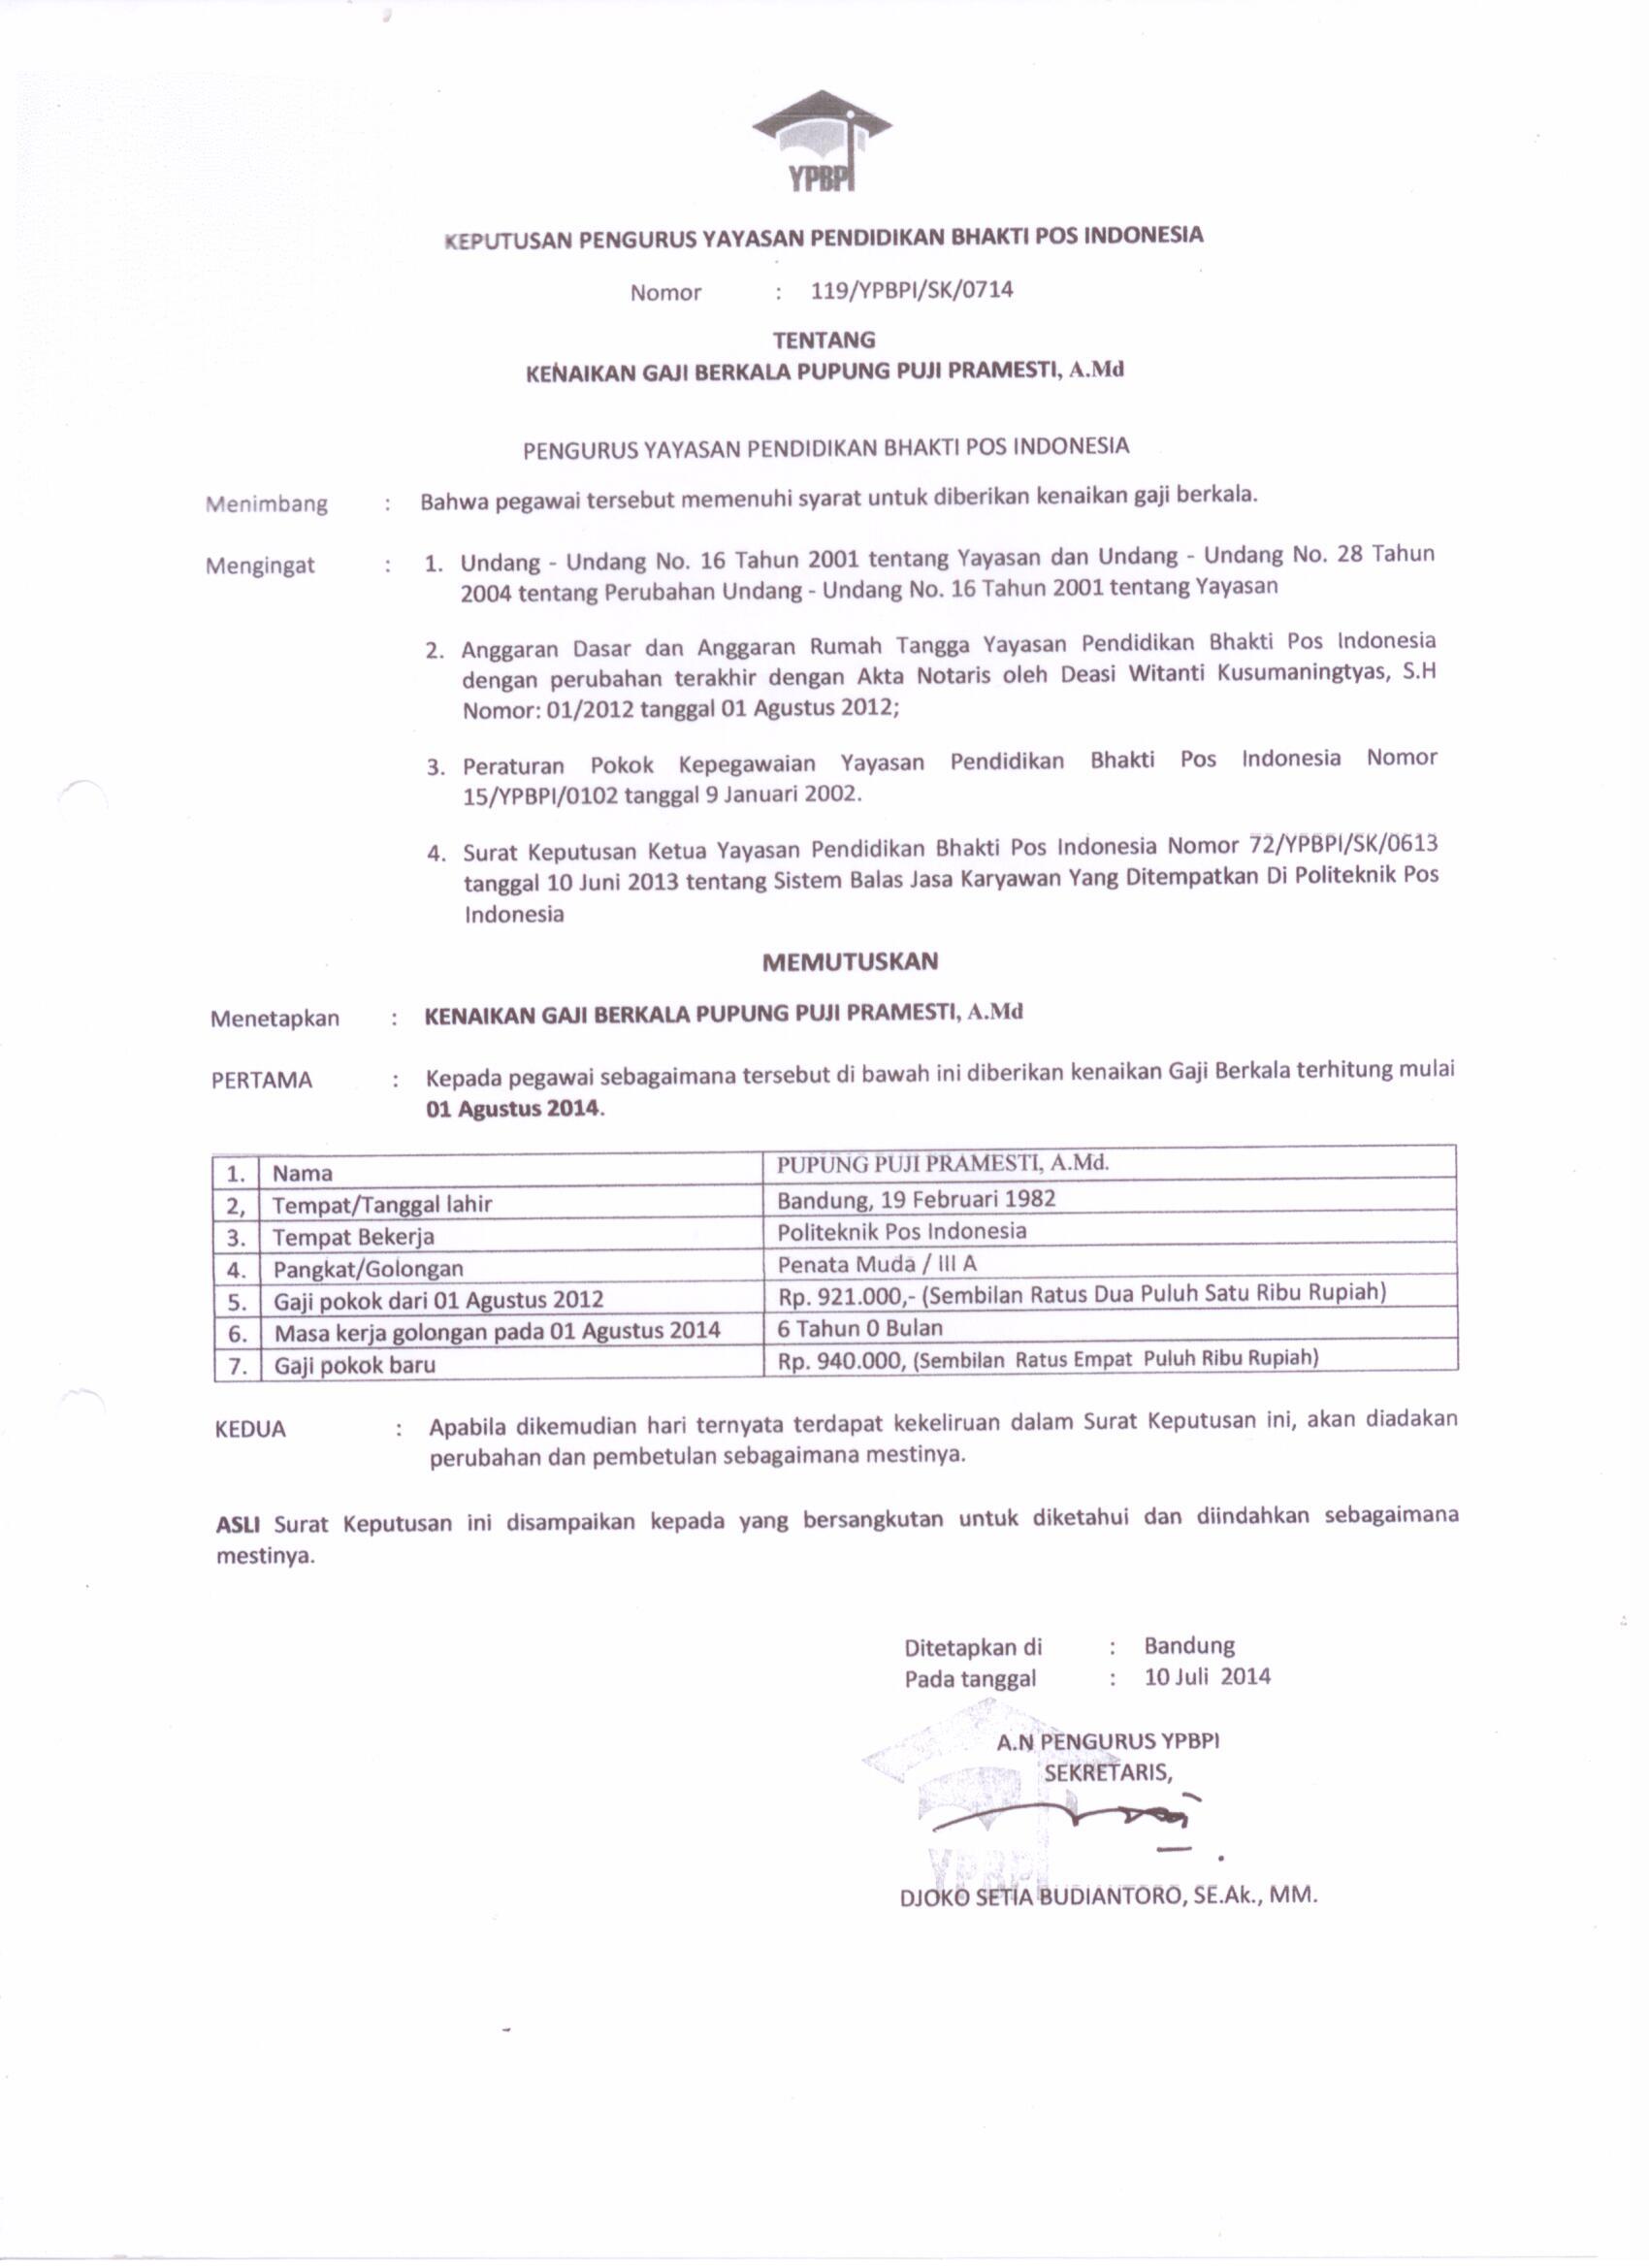 YPBPI
KEPUTUSAN PENGURUS YAYASAN PENDIDIKAN BHAKTI POS INDONESIA
Nomor : 119/YPBPI/SK/0714
TENTANG
KENAIKAN GAJI BERKALA PUPUNG PUJI PRAMESTI, A.Md
PENGURUS YAYASAN PENDIDIKAN BHAKTI POS INDONESIA
Menimbang : Bahwa pegawai tersebut memenuhi syarat untuk diberikan kenaikan gaji berkala.
Mengingat : 1. Undang - Undang No. 16 Tahun 2001 tentang Yayasan dan Undang - Undang No. 28 Tahun
2004 tentang Perubahan Undang - Undang No. 16 Tahun 2001 tentang Yayasan
2. Anggaran Dasar dan Anggaran Rumah Tangga Yayasan Pendidikan Bhakti Pos Indonesia
dengan perubahan terakhir dengan Akta Notaris oleh Deasi Witanti Kusumaningtyas, S.H
Nomor: 01/2012 tanggal 01 Agustus 2012;
3. Peraturan Pokok Kepegawaian Yayasan Pendidikan Bhakti Pos Indonesia Nomor
15/YPBPI/0102 tanggal 9 Januari 2002.
4. Surat Keputusan Ketua Yayasan Pendidikan Bhakti Pos Indonesia Nomor 72/YPBPI/SK/0613
tanggal 10 Juni 2013 tentang Sistem Balas Jasa Karyawan Yang Ditempatkan Di Politeknik Pos
Indonesia
MEMUTUSKAN
Menetapkan : KENAIKAN GAJI BERKALA PUPUNG PUJI PRAMESTI, A.Md
PERTAMA : Kepada pegawai sebagaimana tersebut di bawah ini diberikan kenaikan Gaji Berkala terhitung mulai
01 Agustus 2014.
1. Nama PUPUNG PUJI PRAMESTI, A.Md.
2, Tempat/Tanggal lahir Bandung, 19 Februari 1982
3. Tempat Bekerja Politeknik Pos Indonesia
4. Pangkat/Golongan Penata Muda / III A
5. Gaji pokok dari 01 Agustus 2012 Rp. 921.000,- (Sembilan Ratus Dua Puluh Satu Ribu Rupiah)
6. Masa kerja golongan pada 01 Agustus 2014 6 Tahun 0 Bulan
7. Gaji pokok baru Rp. 940.000, (Sembilan Ratus Empat Puluh Ribu Rupiah)
KEDUA : Apabila dikemudian hari ternyata terdapat kekeliruan dalam Surat Keputusan ini, akan diadakan
perubahan dan pembetulan sebagaimana mestinya.
ASLI Surat Keputusan ini disampaikan kepada yang bersangkutan untuk diketahui dan diindahkan sebagaimana
mestinya.
Ditetapkan di : Bandung
Pada tanggal : 10 Juli 2014
A.N PENGURUS YPBPI
SEKRETARIS,
YPBPI
DJOKO SETIA BUDIANTORO, SE.Ak., MM.